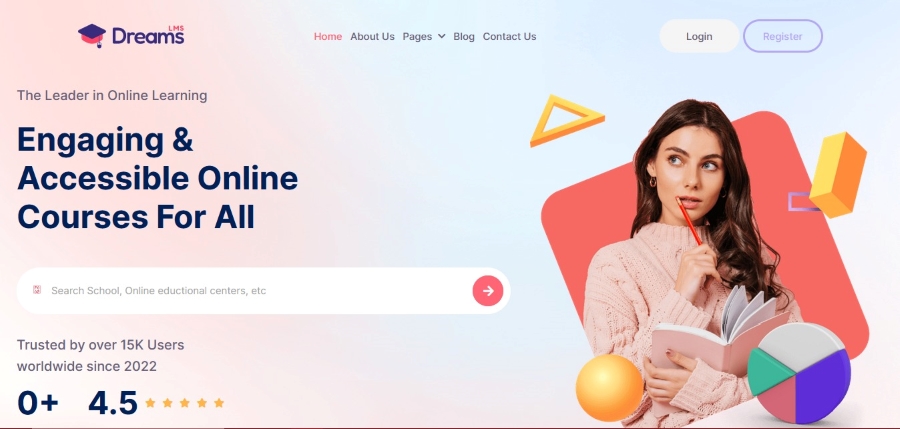 LMS
Dreams
Home About Us Pages Blog Contact Us
Login
Register
The Leader in Online Learning
Engaging &
Accessible Online
Courses For All
Search School, Online eductional centers, etc
Trusted by over 15K Users
worldwide since 2022
0+ 4.5